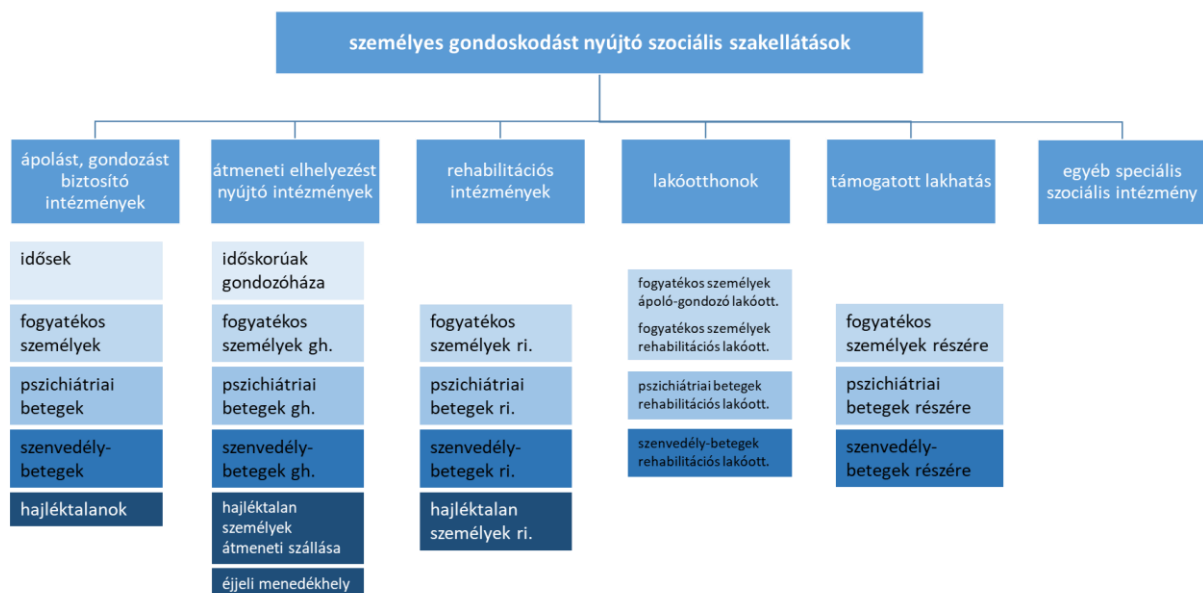 személyes gondoskodást nyújtó szociális szakellátások
ápolást, gondozást
biztosító
intézmények
átmeneti elhelyezést
nyújtó intézmények
rehabilitációs
intézmények
lakóotthonok
támogatott lakhatás
egyéb speciális
szociális intézmény
idősek
fogyatékos
személyek
pszichiátriai
betegek
szenvedély-
betegek
hajléktalanok
időskorúak
gondozóháza
fogyatékos
személyek gh.
pszichiátriai
betegek gh.
szenvedély-
betegek gh.
hajléktalan
személyek
átmeneti szállása
éjjeli menedékhely
fogyatékos
személyek ri.
pszichiátriai
betegek ri.
szenvedély-
betegek ri.
hajléktalan
személyek ri.
fogyatékos személyek
ápoló-gondozó lakóott.
fogyatékos személyek
rehabilitációs lakóott.
pszichiátriai betegek
rehabilitációs lakóott.
szenvedély-betegek
rehabilitációs lakóott.
fogyatékos
személyek részére
pszichiátriai
betegek részére
szenvedély-
betegek részére